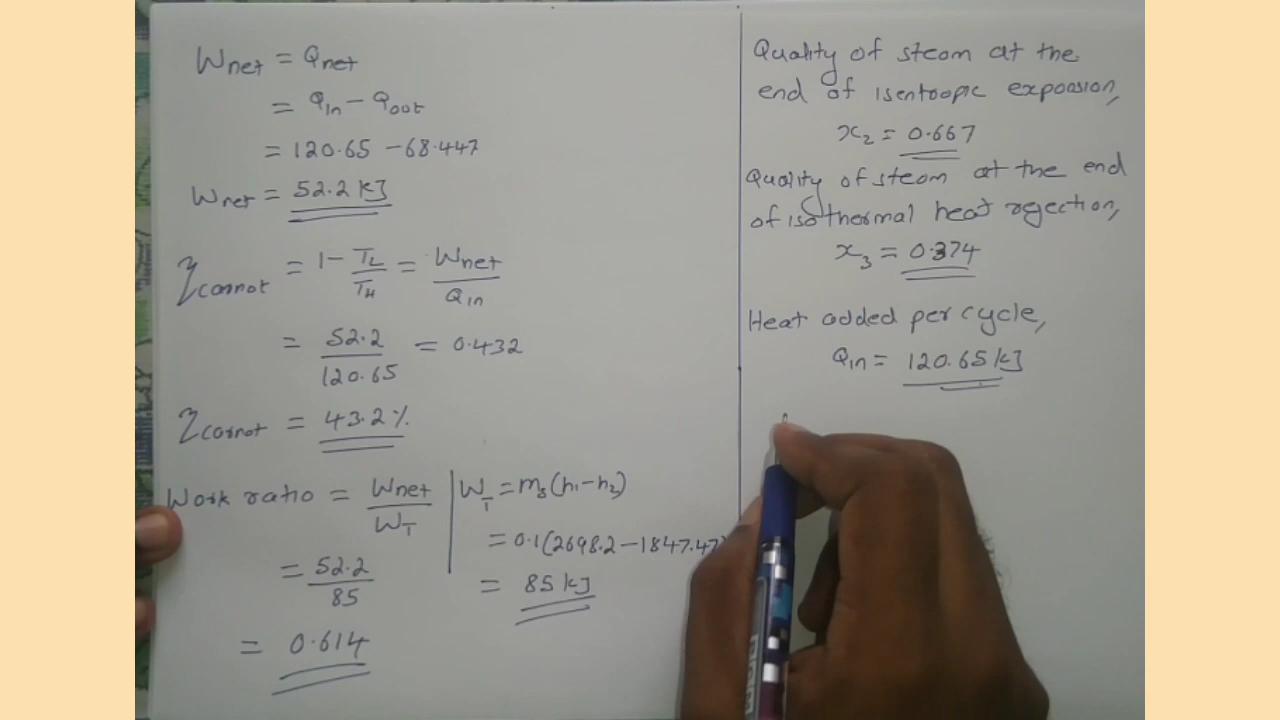 Wnet = Qnet
= Qin - Qout
= 120.65 - 68.447
Wnet = 52.2 kJ
ηcarnot = 1 - TL/TH = Wnet/Qin
= 52.2/120.65 = 0.432
ηcarnot = 43.2%
Work ratio = Wnet/WT
= 52.2/85
= 0.614
WT = ms(h1-h2)
= 0.1(2698.2-1847.47)
= 85 kJ
Quality of steam at the
end of isentropic expansion,
x2 = 0.667
Quality of steam at the end
of isothermal heat rejection,
x3 = 0.374
Heat added per cycle,
Qin = 120.65 kJ